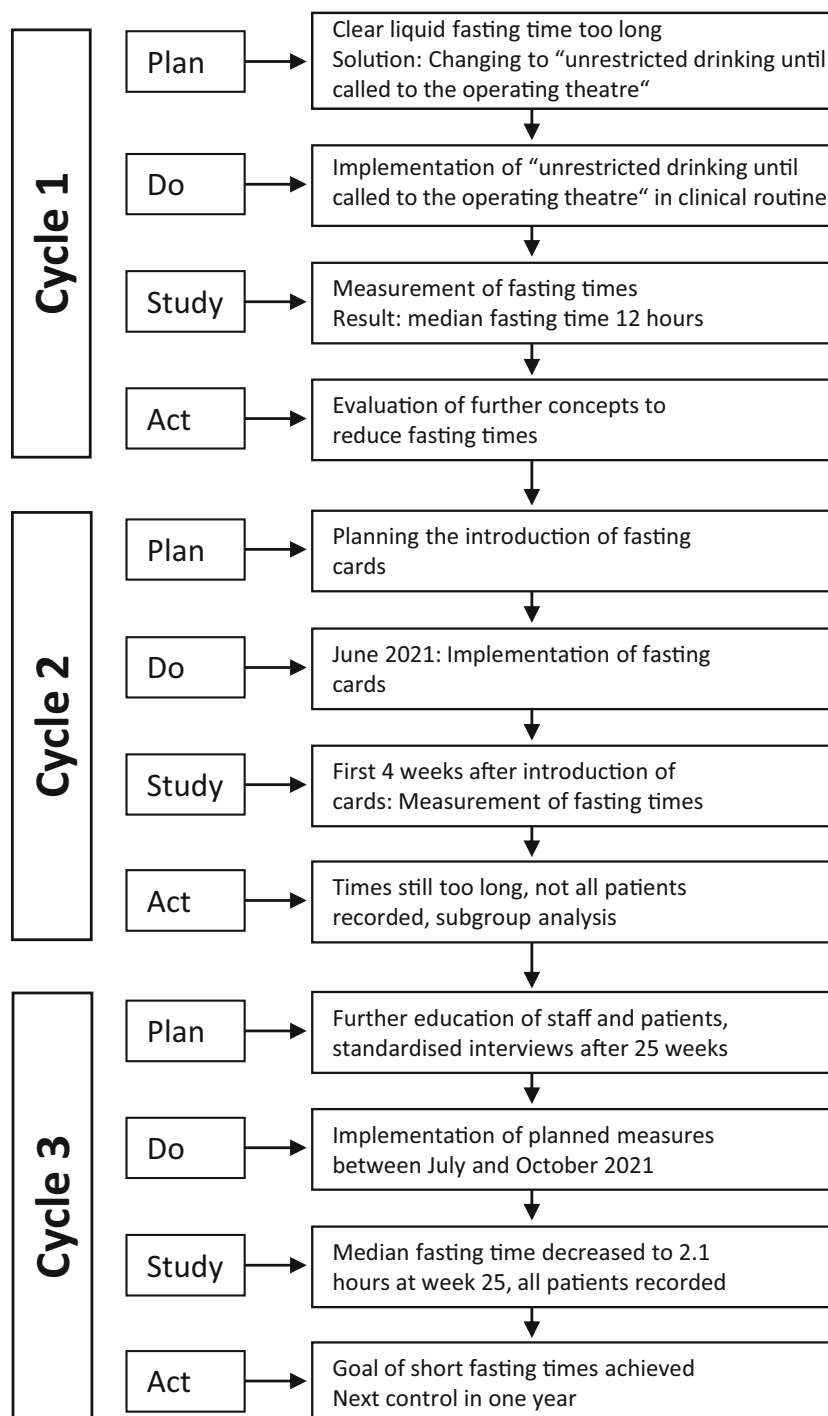 Cycle 1
Plan
Clear liquid fasting time too long
Solution: Changing to “unrestricted drinking until
called to the operating theatre“
Do
Implementation of “unrestricted drinking until
called to the operating theatre“ in clinical routine
Study
Measurement of fasting times
Result: median fasting time 12 hours
Act
Evaluation of further concepts to
reduce fasting times
Cycle 2
Plan
Planning the introduction of fasting
cards
Do
June 2021: Implementation of fasting
cards
Study
First 4 weeks after introduction of
cards: Measurement of fasting times
Act
Times still too long, not all patients
recorded, subgroup analysis
Cycle 3
Plan
Further education of staff and patients,
standardised interviews after 25 weeks
Do
Implementation of planned measures
between July and October 2021
Study
Median fasting time decreased to 2.1
hours at week 25, all patients recorded
Act
Goal of short fasting times achieved
Next control in one year